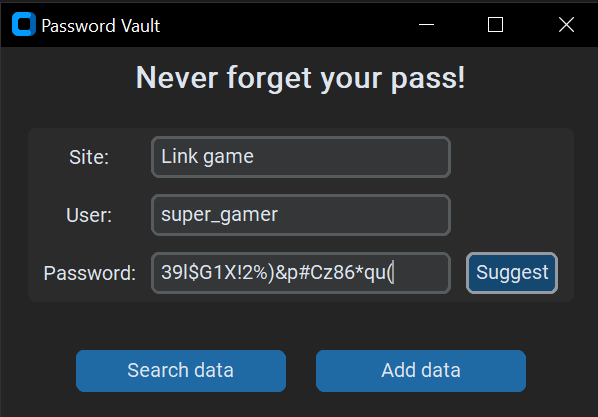 Password Vault
Never forget your pass!
Site: Link game
User: super_gamer
Password: 39l$G1X!2%)&p#Cz86*qu( Suggest
Search data Add data